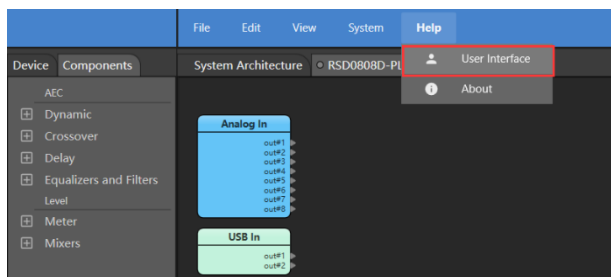 File Edit View System Help
Device Components
System Architecture RSD0808D-PL
User Interface
About
AEC
Dynamic
Crossover
Delay
Equalizers and Filters
Level
Meter
Mixers
Analog In
out#1
out#2
out#3
out#4
out#5
out#6
out#7
out#8
USB In
out#1
out#2